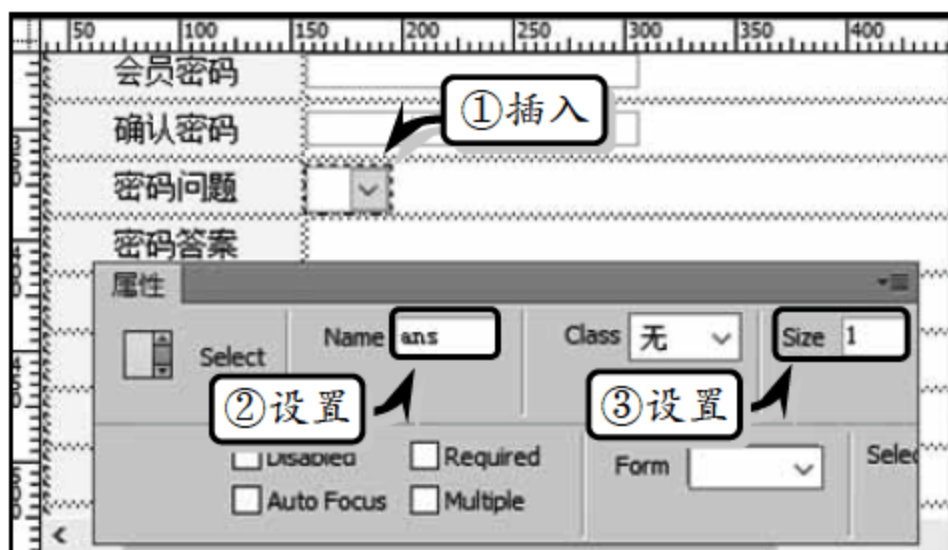 50 100 150 200 250 300 350 400
会员密码
①插入
确认密码
密码问题
密码答案
属性
Select
Name ans
Class 无
Size 1
②设置
③设置
Disabled
Required
Form
Selec
Auto Focus
Multiple